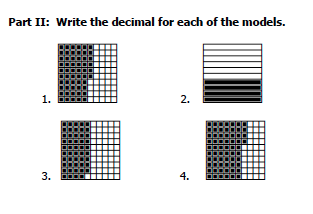 Part II:  Write the decimal for each of the models.
1. 2.
3. 4.